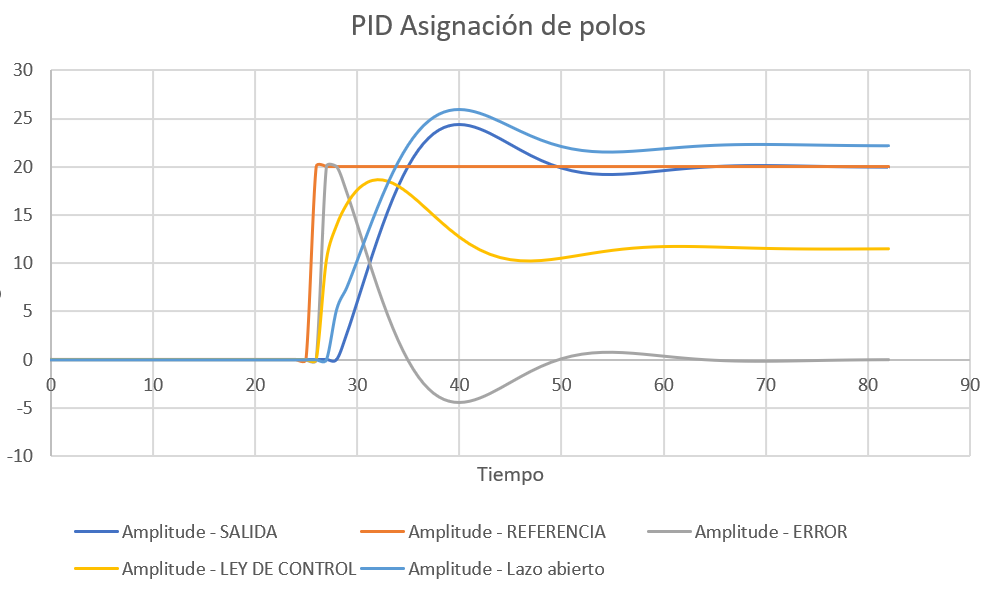 PID Asignación de polos
30
25
20
15
10
5
0
-5
-10
0 10 20 30 40 50 60 70 80 90
Tiempo
Amplitude - SALIDA Amplitude - REFERENCIA Amplitude - ERROR
Amplitude - LEY DE CONTROL Amplitude - Lazo abierto